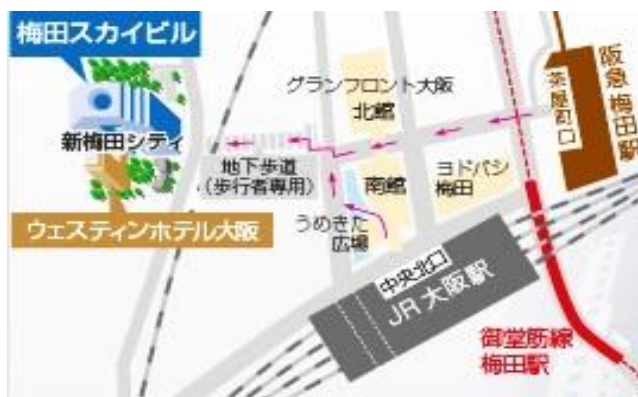 梅田スカイビル
新梅田シティ
ウェスティンホテル大阪
グランフロント大阪
北館
地下歩道
(歩行者専用)
南館
うめきた
広場
ヨドバシ
梅田
中央北口
JR大阪駅
茶屋町口
阪急梅田駅
御堂筋線
梅田駅